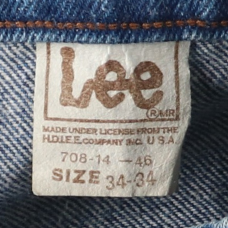 Lee
® MR
MADE UNDER LICENSE FROM THE
H.D. LEE COMPANY INC. U.S.A.
708-14 -46
SIZE 34-34